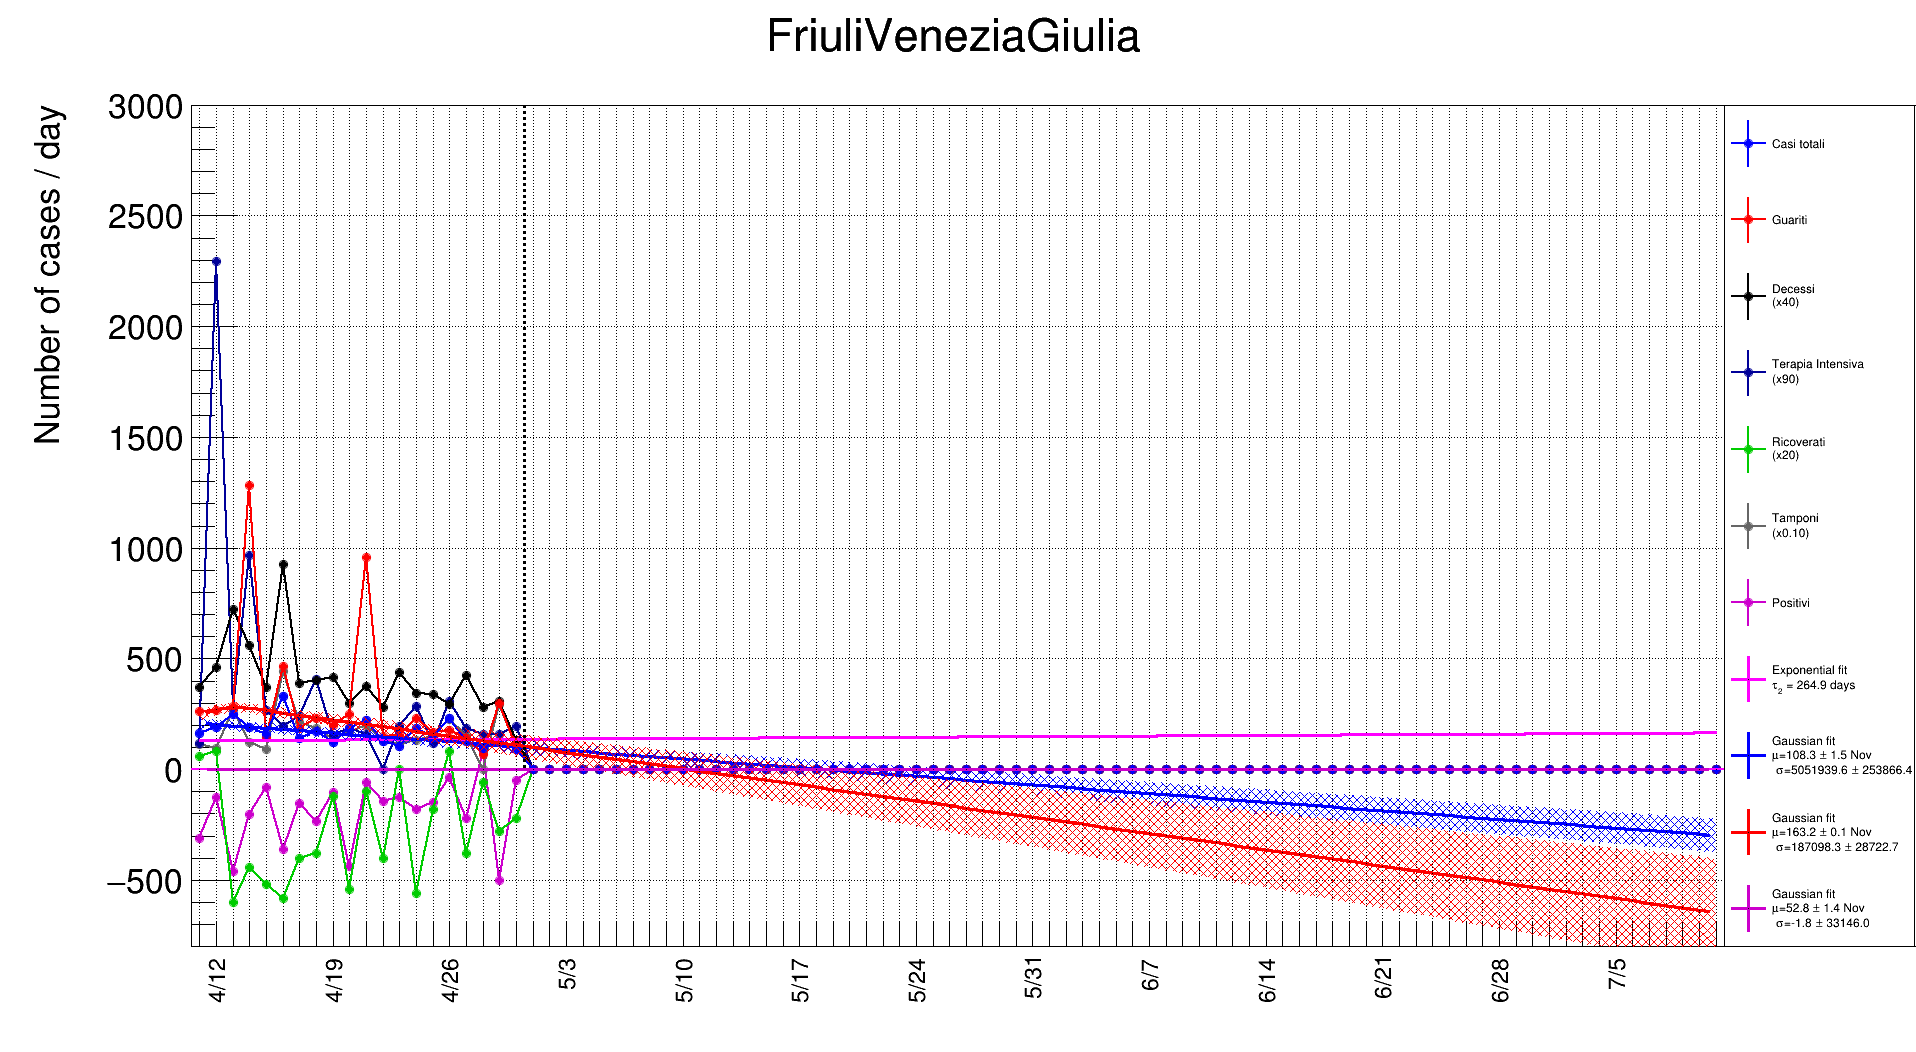 FriuliVeneziaGiulia
Number of cases / day
3000
2500
2000
1500
1000
500
0
−500
4/12
4/19
4/26
5/3
5/10
5/17
5/24
5/31
6/7
6/14
6/21
6/28
7/5
Casi totali
Guariti
Decessi
(x40)
Terapia Intensiva
(x90)
Ricoverati
(x20)
Tamponi
(x0.10)
Positivi
Exponential fit
τ2 = 264.9 days
Gaussian fit
μ=108.3 ± 1.5 Nov
σ=5051939.6 ± 253866.4
Gaussian fit
μ=163.2 ± 0.1 Nov
σ=187098.3 ± 28722.7
Gaussian fit
μ=52.8 ± 1.4 Nov
σ=-1.8 ± 33146.0